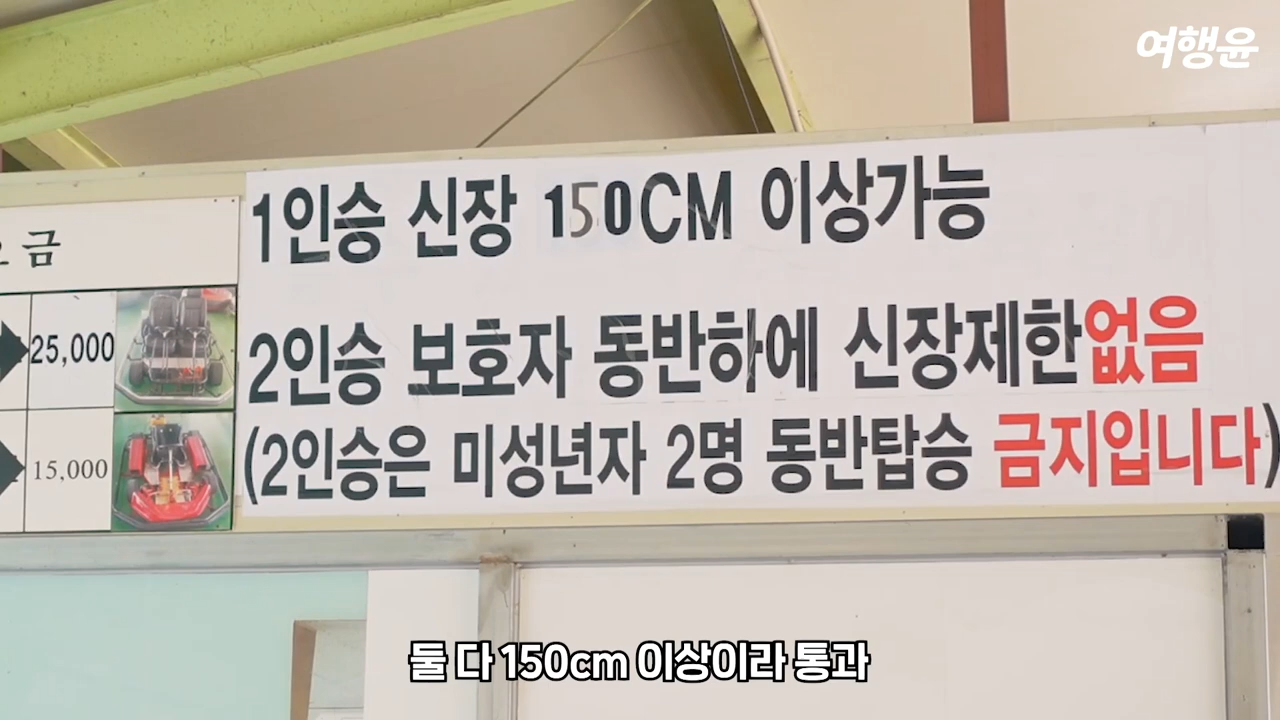 여행윤
1인승 신장 150CM 이상가능
2인승 보호자 동반하에 신장제한없음
(2인승은 미성년자 2명 동반탑승 금지입니다)
금
25,000
15,000
둘 다 150cm 이상이라 통과